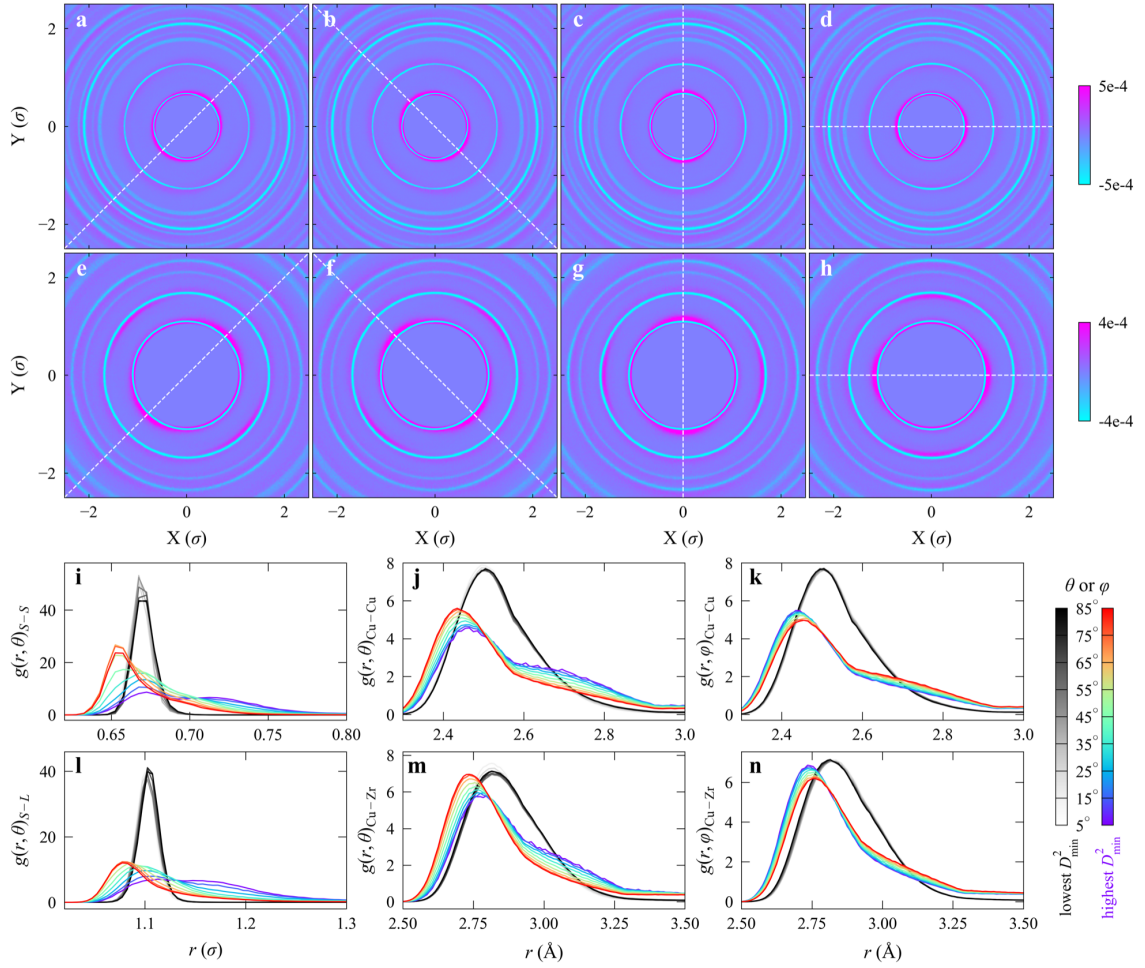 a b c d
2
0
−2
Y (σ)
5e-4
-5e-4
e f g h
2
0
−2
Y (σ)
4e-4
-4e-4
−2 0 2 −2 0 2 −2 0 2 −2 0 2
X (σ) X (σ) X (σ) X (σ)
i
40
20
0
g(r, θ)S−S
0.65 0.70 0.75 0.80
j
8
6
4
2
0
g(r, θ)Cu−Cu
2.4 2.6 2.8 3.0
k
8
6
4
2
0
g(r, φ)Cu−Cu
2.4 2.6 2.8 3.0
l
40
20
0
g(r, θ)S−L
1.1 1.3
r (σ)
m
8
6
4
2
0
g(r, θ)Cu−Zr
2.50 2.75 3.00 3.25 3.50
r (Å)
n
8
6
4
2
0
g(r, φ)Cu−Zr
2.50 2.75 3.00 3.25 3.50
r (Å)
θ or φ
85°
75°
65°
55°
45°
35°
25°
15°
5°
lowest D²min
highest D²min